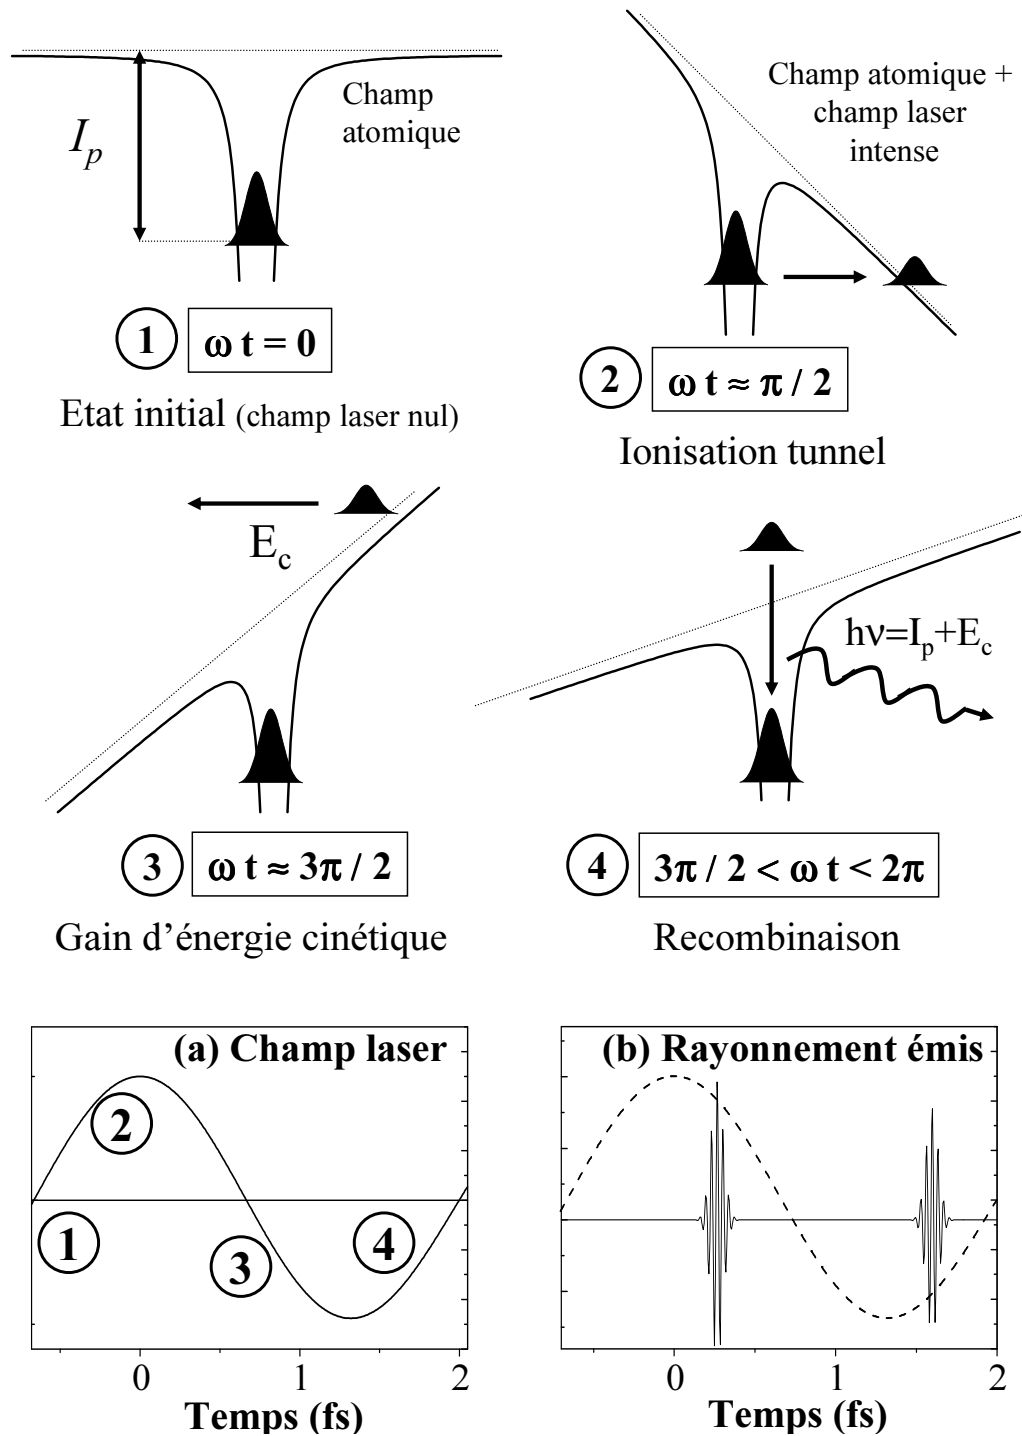 I_p
Champ
atomique
1 ω t = 0
Etat initial (champ laser nul)
Champ atomique +
champ laser
intense
2 ω t ≈ π / 2
Ionisation tunnel
E_c
3 ω t ≈ 3π / 2
Gain d’énergie cinétique
hν=I_p+E_c
4 3π / 2 < ω t < 2π
Recombinaison
(a) Champ laser
2
1
3
4
0 1 2
Temps (fs)
(b) Rayonnement émis
0 1 2
Temps (fs)